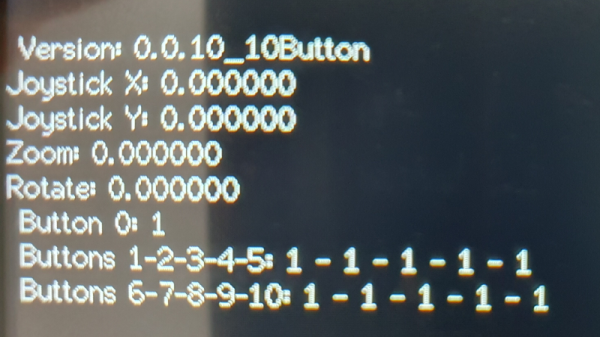 Version: 0.0.10_10Button
Joystick X: 0.000000
Joystick Y: 0.000000
Zoom: 0.000000
Rotate: 0.000000
Button 0: 1
Buttons 1-2-3-4-5: 1 - 1 - 1 - 1 - 1
Buttons 6-7-8-9-10: 1 - 1 - 1 - 1 - 1